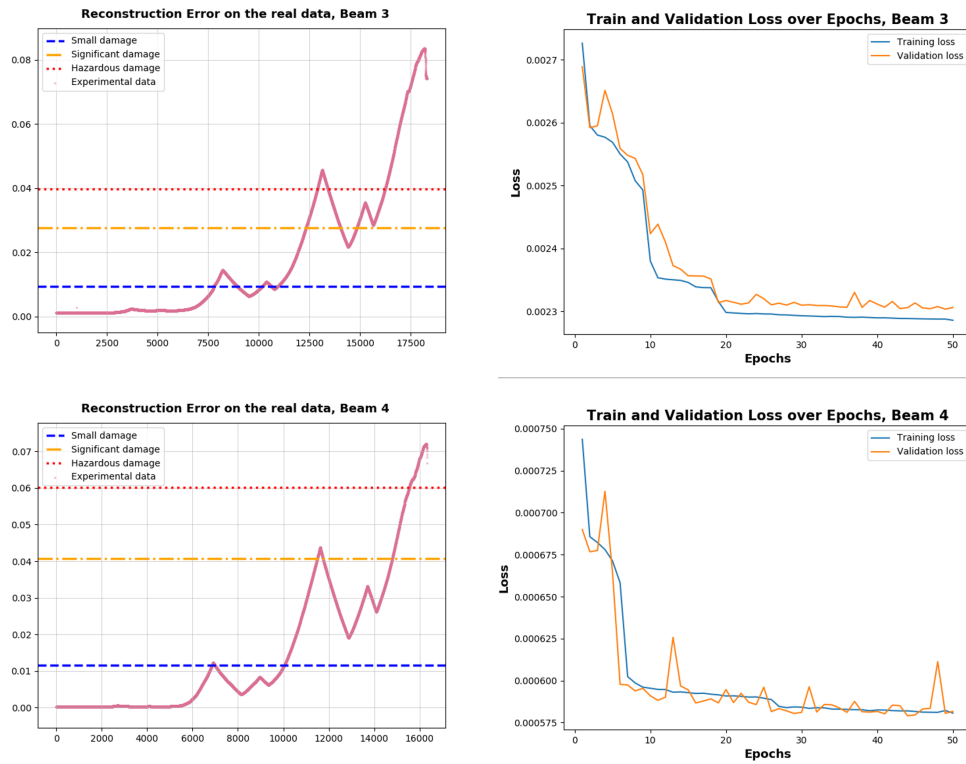 Reconstruction Error on the real data, Beam 3
Small damage
Significant damage
Hazardous damage
Experimental data
0.08
0.06
0.04
0.02
0.00
0 2500 5000 7500 10000 12500 15000 17500
Train and Validation Loss over Epochs, Beam 3
Training loss
Validation loss
Loss
0.0027
0.0026
0.0025
0.0024
0.0023
0 10 20 30 40 50
Epochs
Reconstruction Error on the real data, Beam 4
Small damage
Significant damage
Hazardous damage
Experimental data
0.07
0.06
0.05
0.04
0.03
0.02
0.01
0.00
0 2000 4000 6000 8000 10000 12000 14000 16000
Train and Validation Loss over Epochs, Beam 4
Training loss
Validation loss
Loss
0.000750
0.000725
0.000700
0.000675
0.000650
0.000625
0.000600
0.000575
0 10 20 30 40 50
Epochs